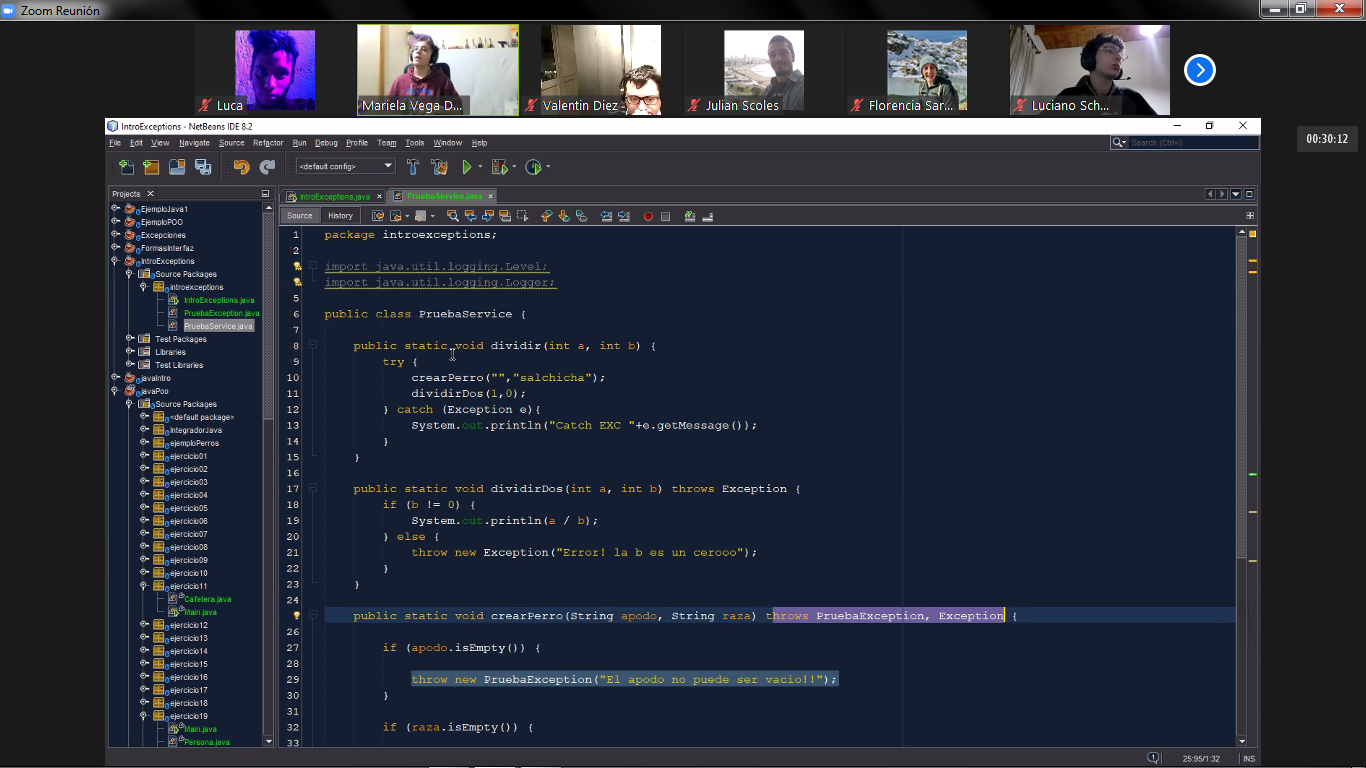 Zoom Reunión
Luca
Mariela Vega D...
Valentin Diez
Julian Scoles
Florencia Sar...
Luciano Sch...
00:30:12
IntroExceptions - NetBeans IDE 8.2
File Edit View Navigate Source Refactor Run Debug Profile Team Tools Window Help
Search (Ctrl+I)
<default config>
Projects
IntroExceptions.java
PruebaService.java
Source History
EjemploJava1
EjemploPOO
Excepciones
FormasInterfaz
IntroExceptions
Source Packages
introexceptions
IntroExceptions.java
PruebaException.java
PruebaService.java
Test Packages
Libraries
Test Libraries
javaIntro
javaPoo
Source Packages
<default package>
IntegradorJava
ejemploPerros
ejercicio01
ejercicio02
ejercicio03
ejercicio04
ejercicio05
ejercicio06
ejercicio07
ejercicio08
ejercicio09
ejercicio10
ejercicio11
Cafetera.java
Main.java
ejercicio12
ejercicio13
ejercicio14
ejercicio15
ejercicio16
ejercicio17
ejercicio18
ejercicio19
Main.java
Persona.java
1 package introexceptions;
2
import java.util.logging.Level;
import java.util.logging.Logger;
5
6 public class PruebaService {
7
8 public static void dividir(int a, int b) {
9 try {
10 crearPerro("","salchicha");
11 dividirDos(1,0);
12 } catch (Exception e){
13 System.out.println("Catch EXC "+e.getMessage());
14 }
15 }
16
17 public static void dividirDos(int a, int b) throws Exception {
18 if (b != 0) {
19 System.out.println(a / b);
20 } else {
21 throw new Exception("Error! la b es un cerooo");
22 }
23 }
24
public static void crearPerro(String apodo, String raza) throws PruebaException, Exception {
26
27 if (apodo.isEmpty()) {
28
29 throw new PruebaException("El apodo no puede ser vacio!!");
30 }
31
32 if (raza.isEmpty()) {
33
25:95/1:32 INS